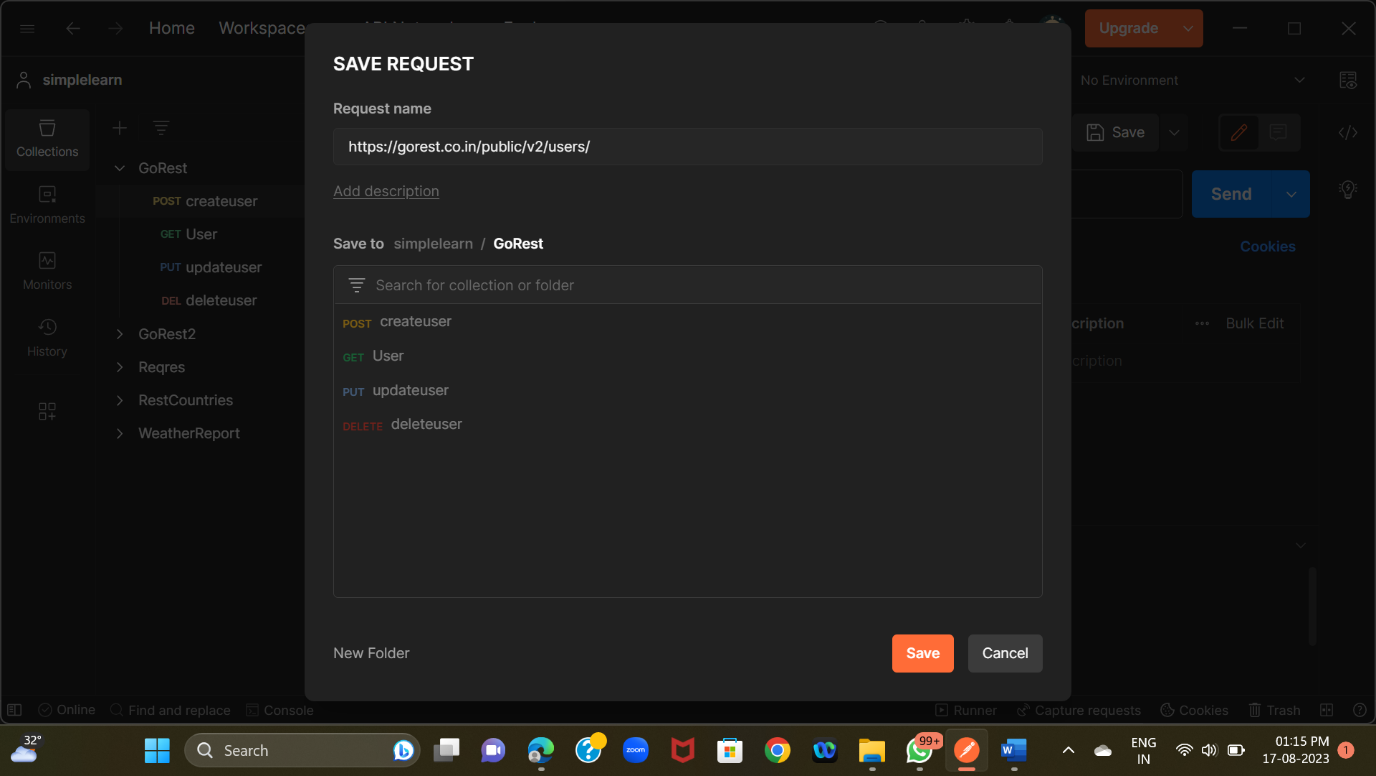 Home Workspace
Upgrade
SAVE REQUEST
simplelearn
No Environment
Request name
Collections
Save
https://gorest.co.in/public/v2/users/
GoRest
Add description
POST createuser
Send
Environments
GET User
Save to simplelearn / GoRest
Cookies
PUT updateuser
Monitors
Search for collection or folder
DEL deleteuser
POST createuser
cription
Bulk Edit
GoRest2
History
GET User
cription
Reqres
PUT updateuser
RestCountries
DELETE deleteuser
WeatherReport
New Folder
Save
Cancel
Online Find and replace Console
Runner Capture requests Cookies Trash
32°
Search
zoom
99+
W
ENG
IN
01:15 PM
17-08-2023
1